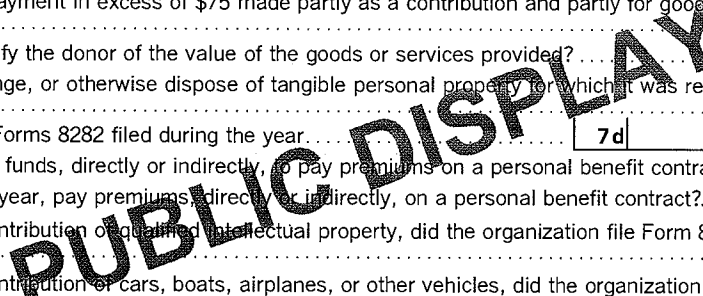 ayment in excess of $75 made partly as a contribution and partly for good
fy the donor of the value of the goods or services provided?
nge, or otherwise dispose of tangible personal property for which it was re
Forms 8282 filed during the year 7d
funds, directly or indirectly, to pay premiums on a personal benefit contra
year, pay premiums, directly or indirectly, on a personal benefit contract?
ntribution of qualified intellectual property, did the organization file Form 8
ntribution of cars, boats, airplanes, or other vehicles, did the organization
PUBLIC DISPLAY